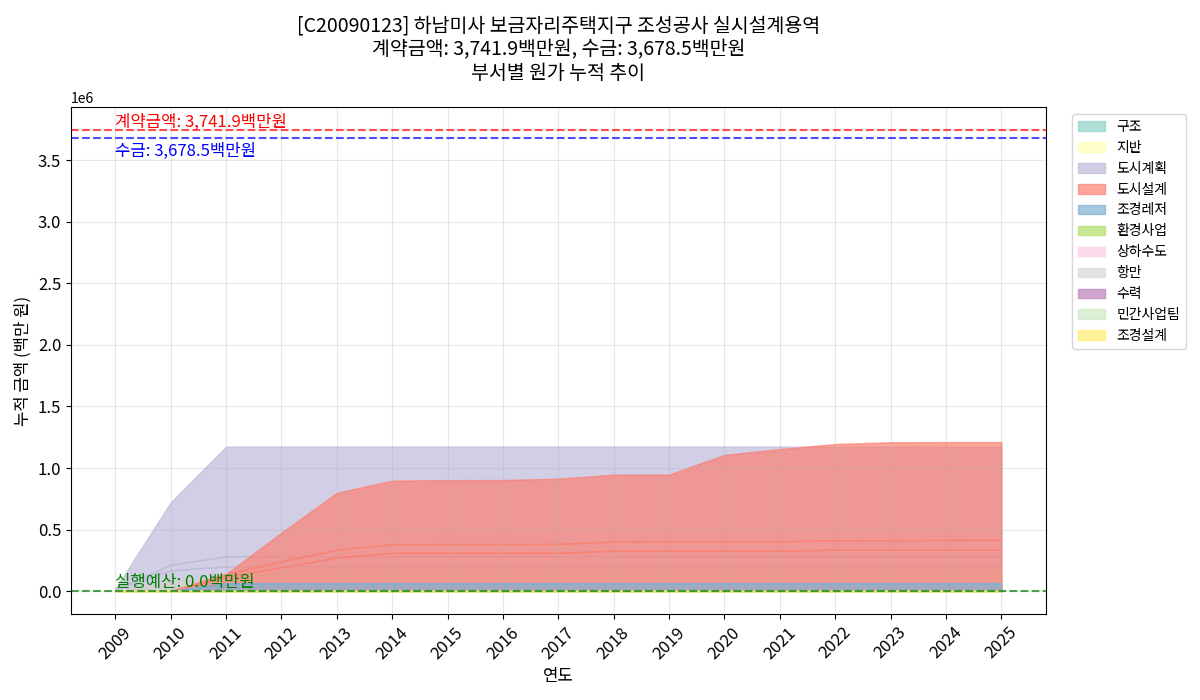 [C20090123] 하남미사 보금자리주택지구 조성공사 실시설계용역
계약금액: 3,741.9백만원, 수금: 3,678.5백만원
부서별 원가 누적 추이
1e6
계약금액: 3,741.9백만원
수금: 3,678.5백만원
실행예산: 0.0백만원
누적 금액 (백만 원)
3.5
3.0
2.5
2.0
1.5
1.0
0.5
0.0
2009
2010
2011
2012
2013
2014
2015
2016
2017
2018
2019
2020
2021
2022
2023
2024
2025
연도
구조
지반
도시계획
도시설계
조경레저
환경사업
상하수도
항만
수력
민간사업팀
조경설계